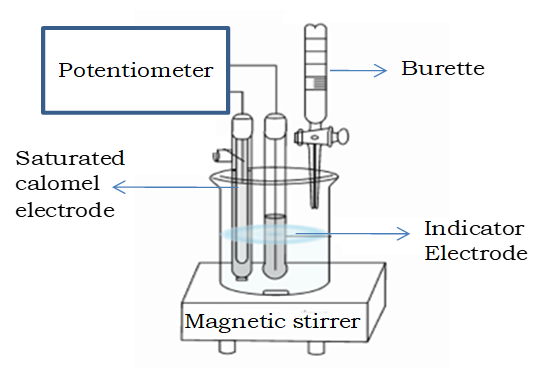 Potentiometer
Burette
Saturated
calomel
electrode
Indicator
Electrode
Magnetic stirrer